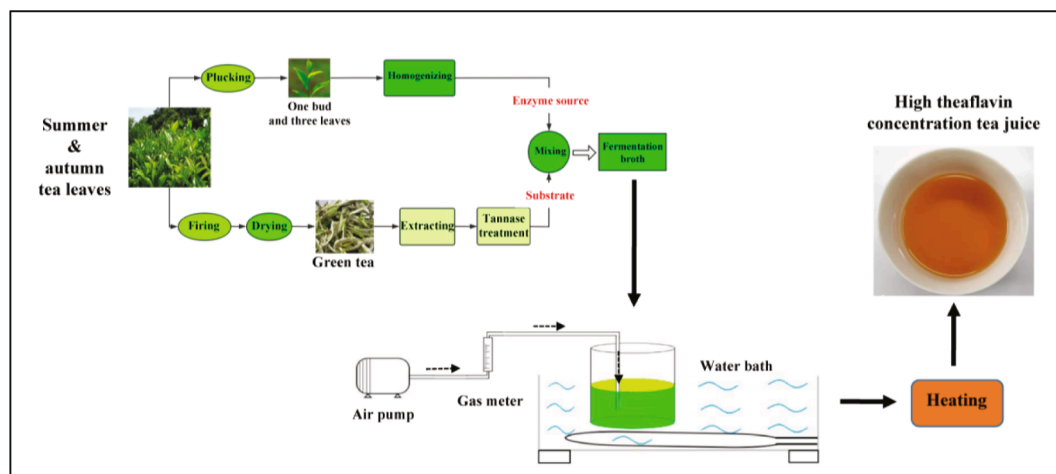 Plucking
One bud
and three leaves
Homogenizing
Enzyme source
Summer
&
autumn
tea leaves
Mixing
Fermentation
broth
Substrate
Firing
Drying
Green tea
Extracting
Tannase
treatment
High theaflavin
concentration tea juice
Air pump
Gas meter
Water bath
Heating